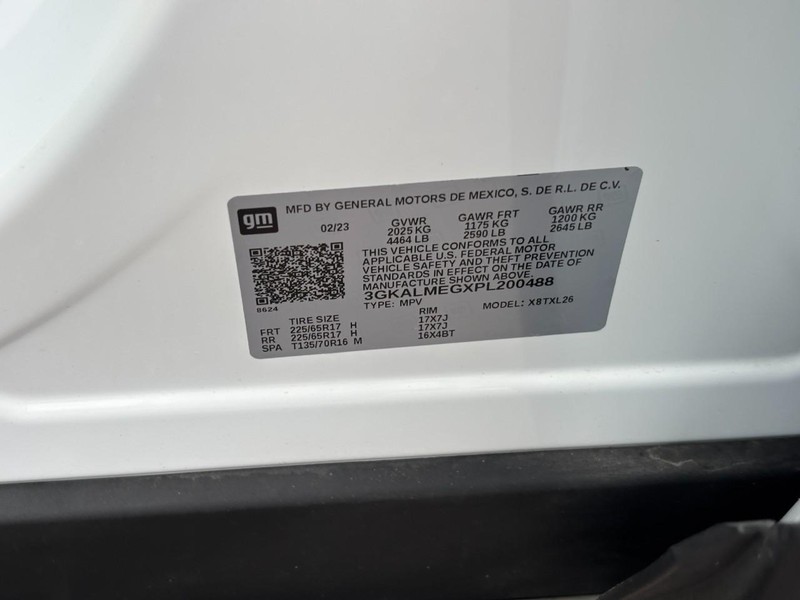 gm MFD BY GENERAL MOTORS DE MEXICO, S. DE R.L. DE C.V.
02/23 GVWR GAWR FRT GAWR RR
2025 KG 1175 KG 1200 KG
4464 LB 2590 LB 2645 LB
THIS VEHICLE CONFORMS TO ALL
APPLICABLE U.S. FEDERAL MOTOR
VEHICLE SAFETY AND THEFT PREVENTION
STANDARDS IN EFFECT ON THE DATE OF
MANUFACTURE SHOWN ABOVE.
3GKALMEGXPL200488
8624 TYPE: MPV MODEL: X8TXL26
TIRE SIZE RIM
FRT 225/65R17 H 17X7J
RR 225/65R17 H 17X7J
SPA T135/70R16 M 16X4BT